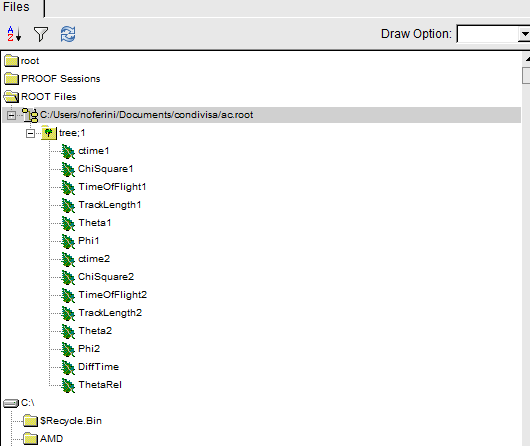 Files
Draw Option:
root
PROOF Sessions
ROOT Files
C:/Users/noferini/Documents/condivisa/ac.root
tree;1
ctime1
ChiSquare1
TimeOfFlight1
TrackLength1
Theta1
Phi1
ctime2
ChiSquare2
TimeOfFlight2
TrackLength2
Theta2
Phi2
DiffTime
ThetaRel
C:\
$Recycle.Bin
AMD